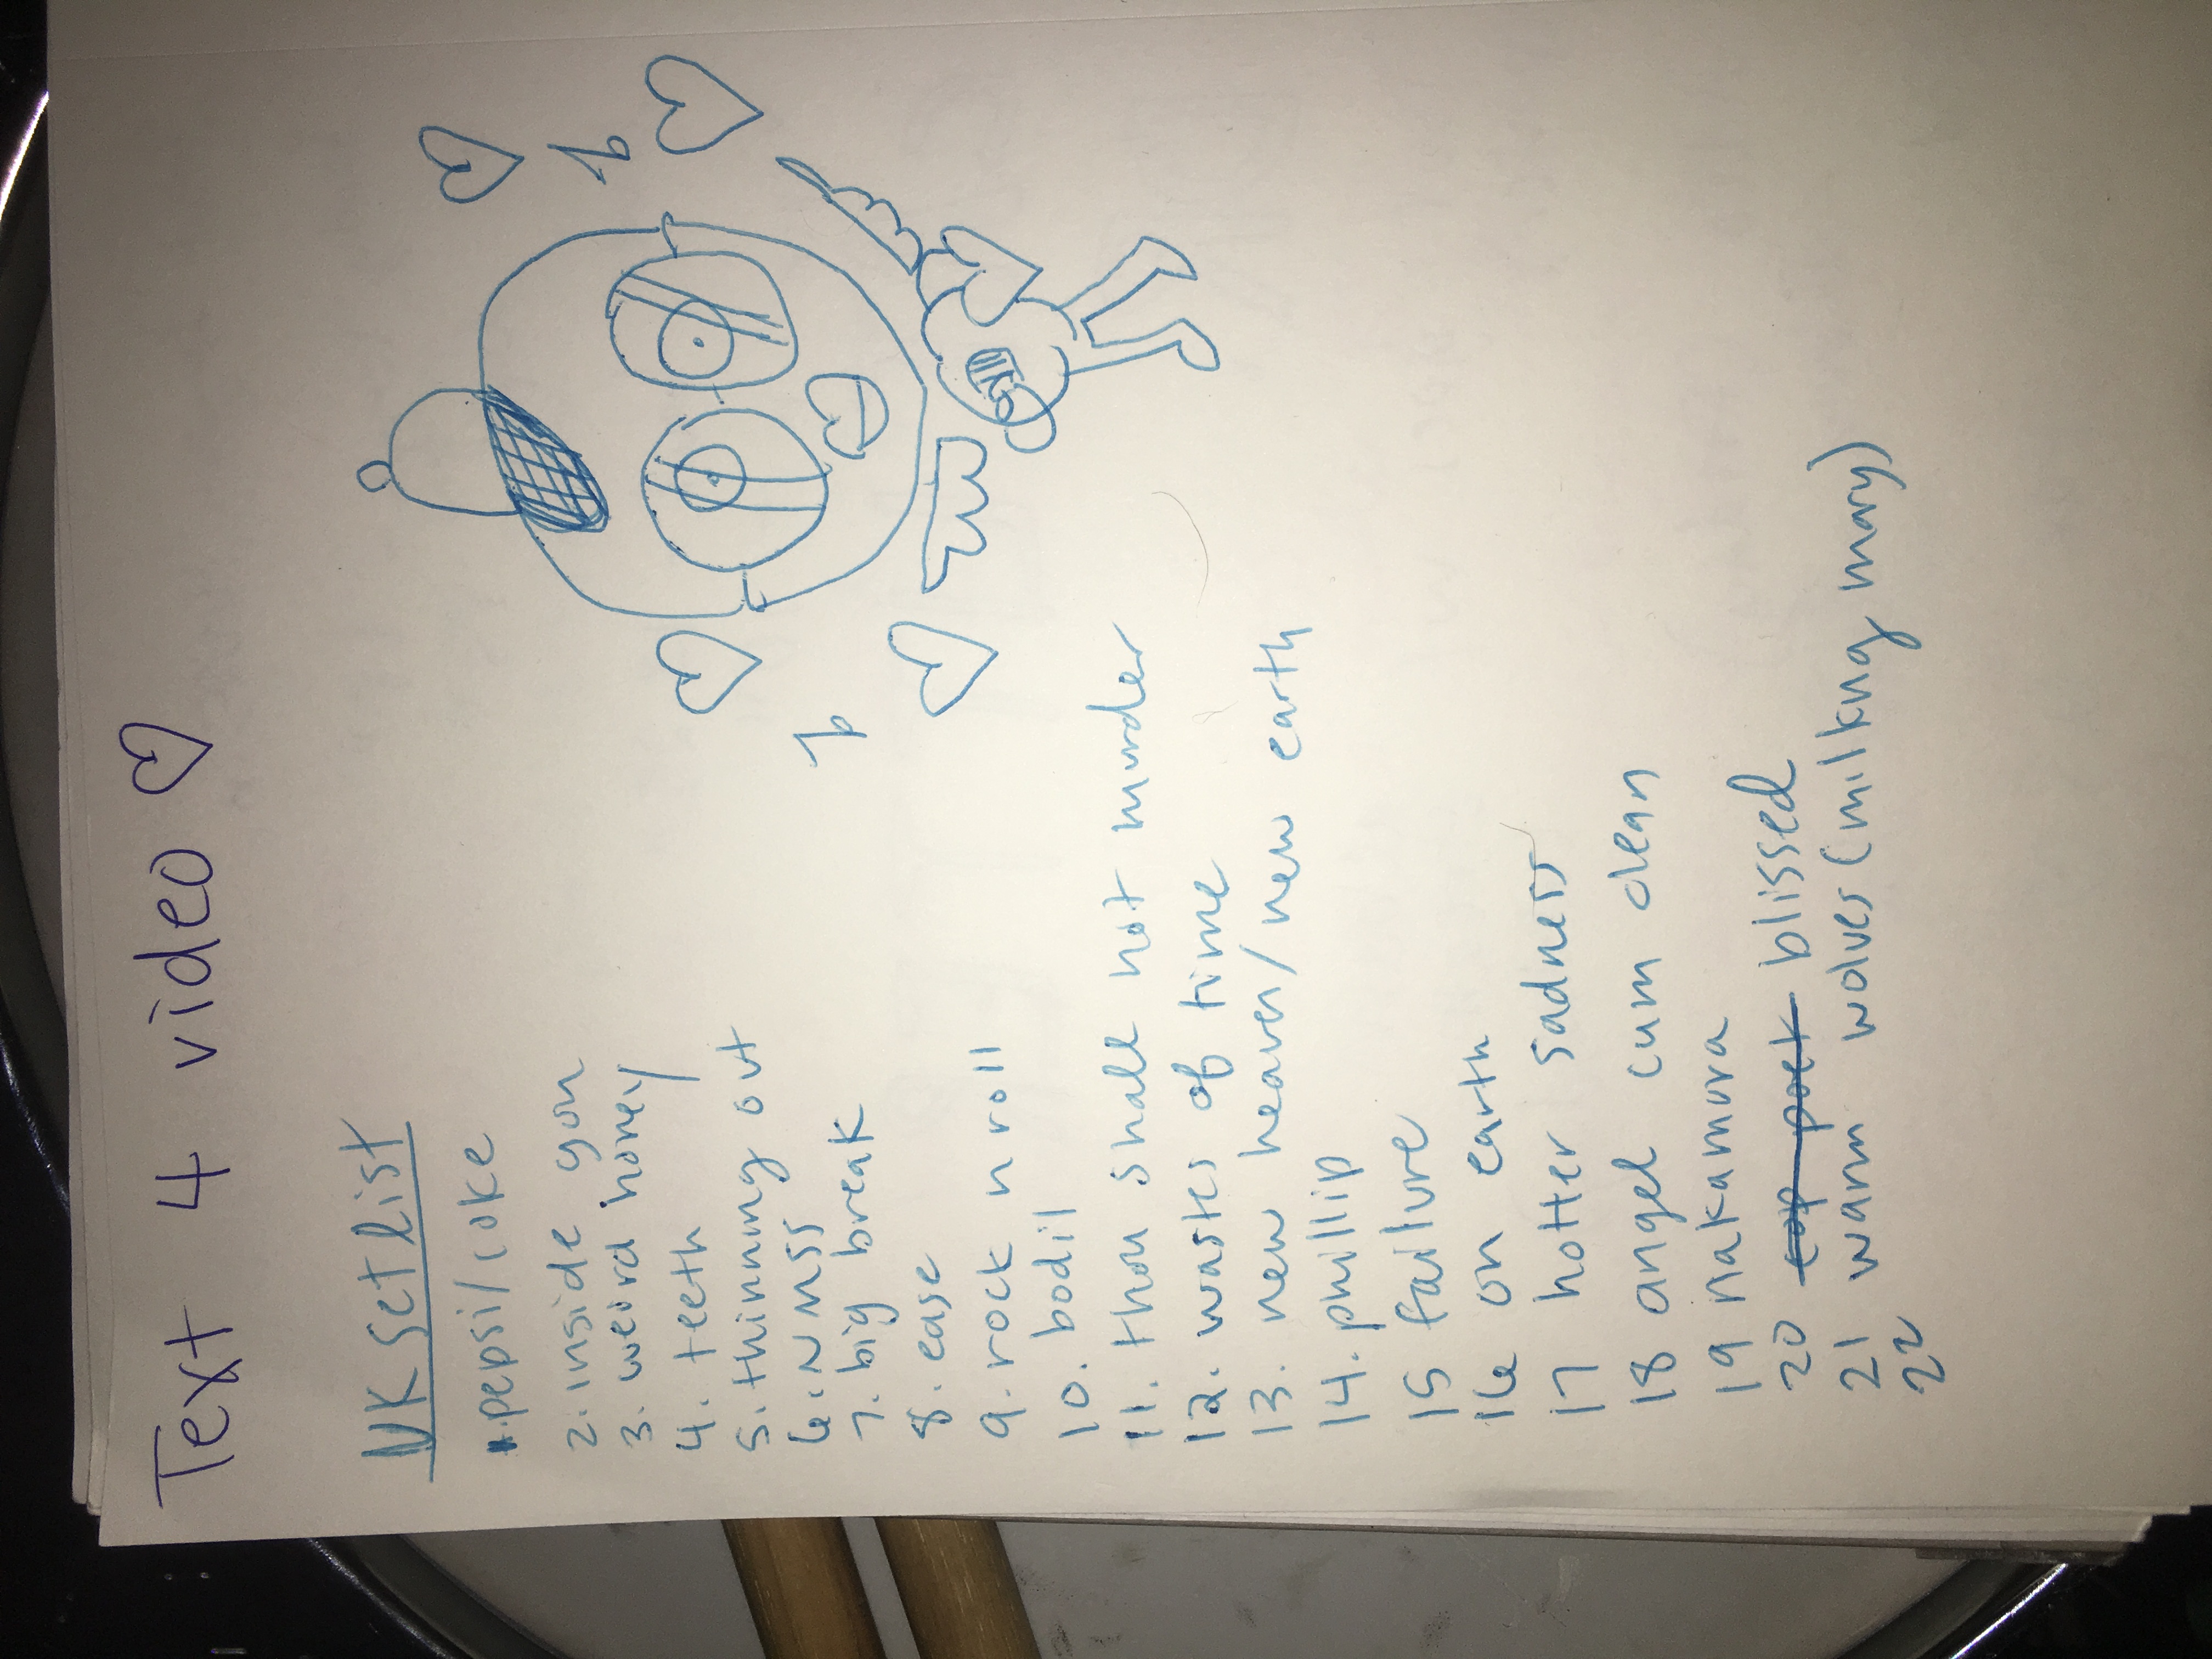 Text 4 video ♡
NK setlist
1. pepsi/coke
2. inside you
3. weird honey
4. teeth
5. thinning out
6. NMSS
7. big break
8. ease
9. rock n roll
10. bodil
11. thou shall not murder
12. wastes of time
13. new heaven/new earth
14. phillip
15 failure
16 on earth
17 hotter sadness
18 angel cum clean
19 nakamura
20 cop poet blissed
21 warm wolves (milkng mary)
22